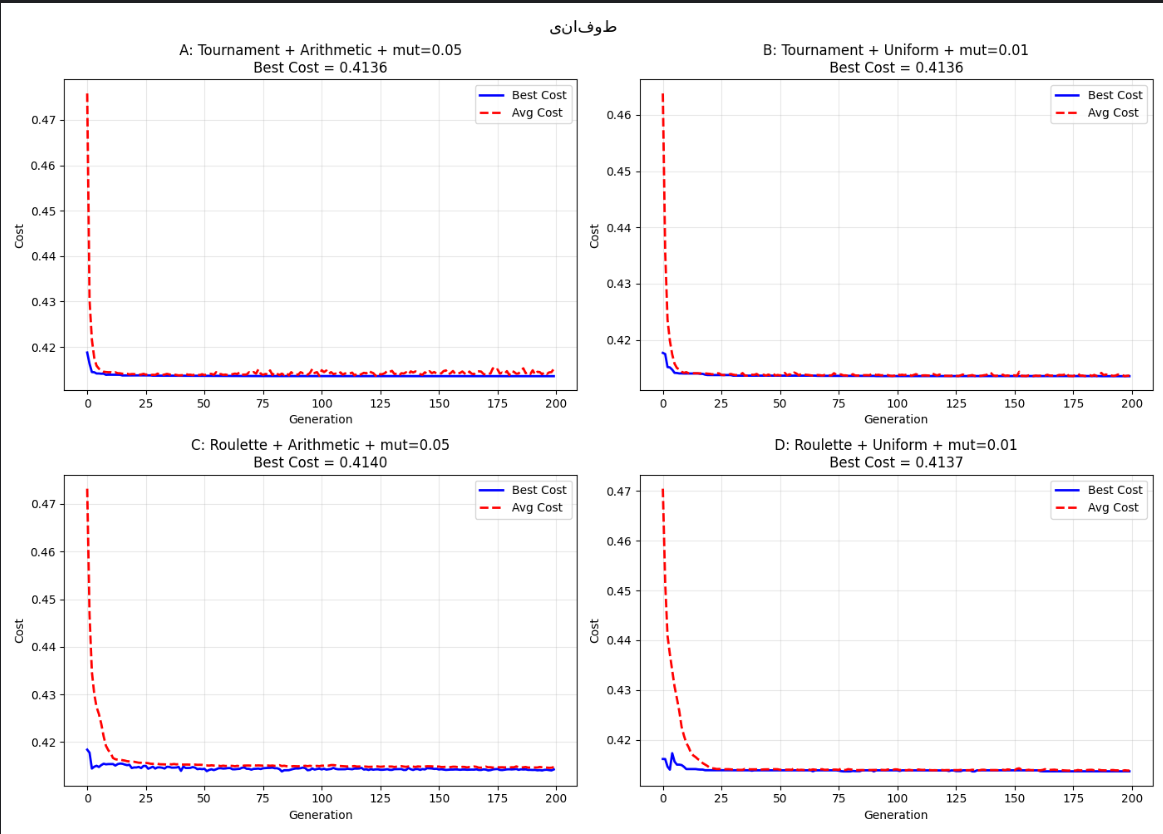 طوفانی
A: Tournament + Arithmetic + mut=0.05
Best Cost = 0.4136
Best Cost
Avg Cost
0.47
0.46
0.45
0.44
0.43
0.42
Cost
0 25 50 75 100 125 150 175 200
Generation
B: Tournament + Uniform + mut=0.01
Best Cost = 0.4136
Best Cost
Avg Cost
0.46
0.45
0.44
0.43
0.42
Cost
0 25 50 75 100 125 150 175 200
Generation
C: Roulette + Arithmetic + mut=0.05
Best Cost = 0.4140
Best Cost
Avg Cost
0.47
0.46
0.45
0.44
0.43
0.42
Cost
0 25 50 75 100 125 150 175 200
Generation
D: Roulette + Uniform + mut=0.01
Best Cost = 0.4137
Best Cost
Avg Cost
0.47
0.46
0.45
0.44
0.43
0.42
Cost
0 25 50 75 100 125 150 175 200
Generation